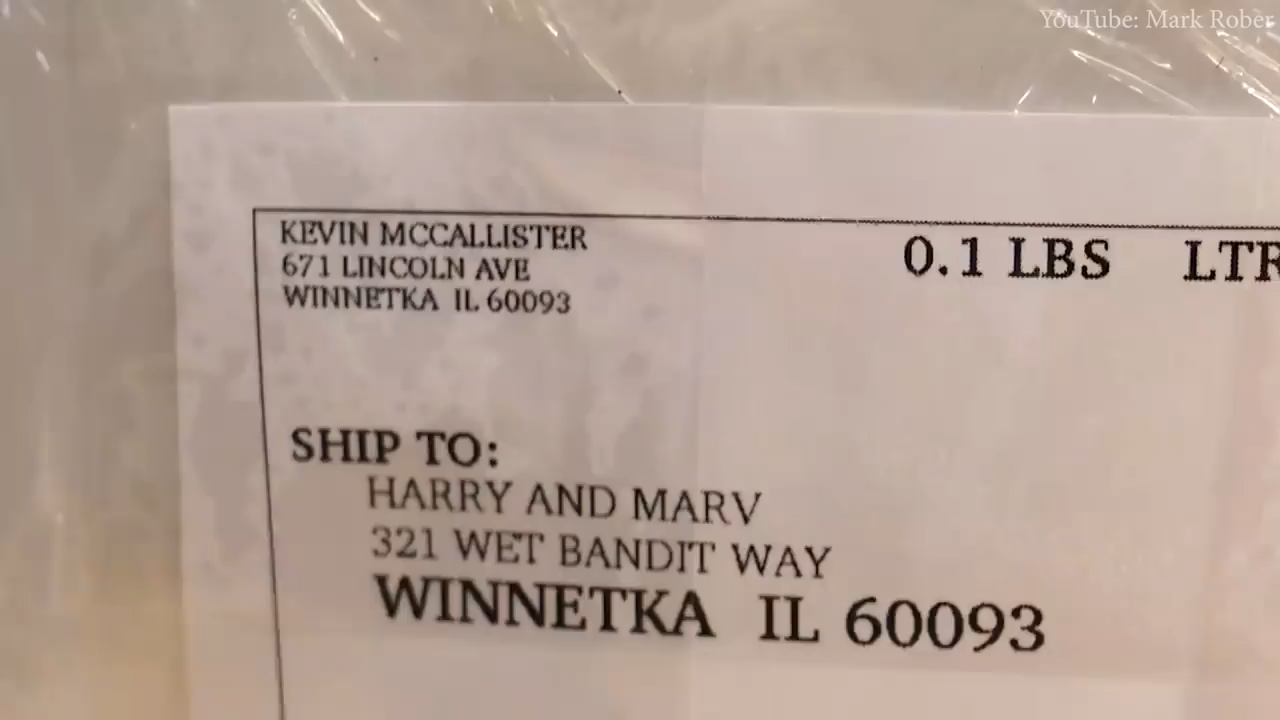 YouTube: Mark Rober
KEVIN MCCALLISTER
671 LINCOLN AVE
WINNETKA IL 60093
0.1 LBS LTR
SHIP TO:
HARRY AND MARV
321 WET BANDIT WAY
WINNETKA IL 60093